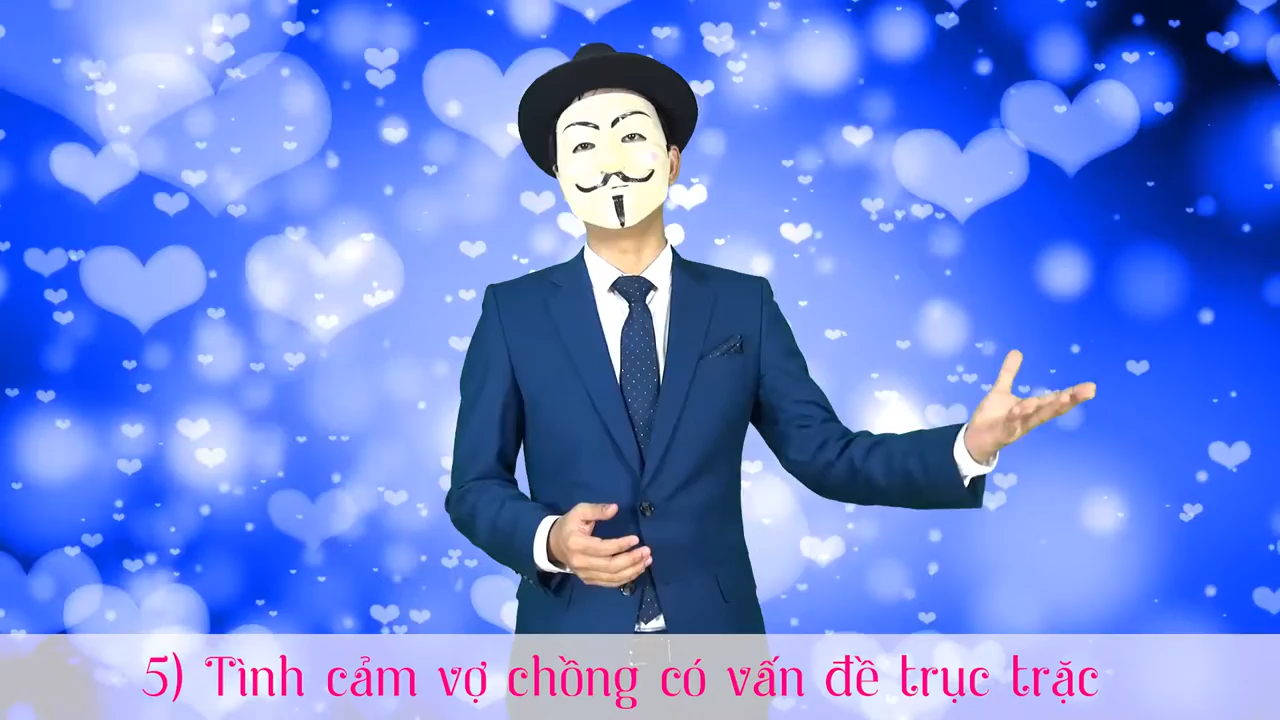 5) Tình cảm vợ chồng có vấn đề trục trặc